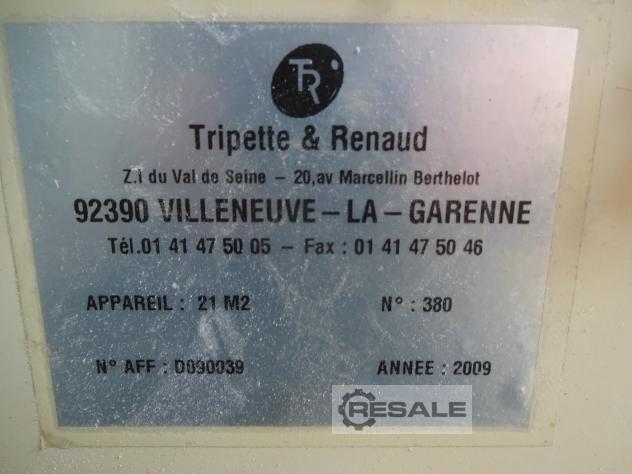 TR
Tripette & Renaud
Z.I du Val de Seine – 20,av Marcellin Berthelot
92390 VILLENEUVE – LA – GARENNE
Tél.01 41 47 50 05 – Fax : 01 41 47 50 46
APPAREIL : 21 M2 N° : 380
N° AFF : D090039 ANNEE : 2009
RESALE